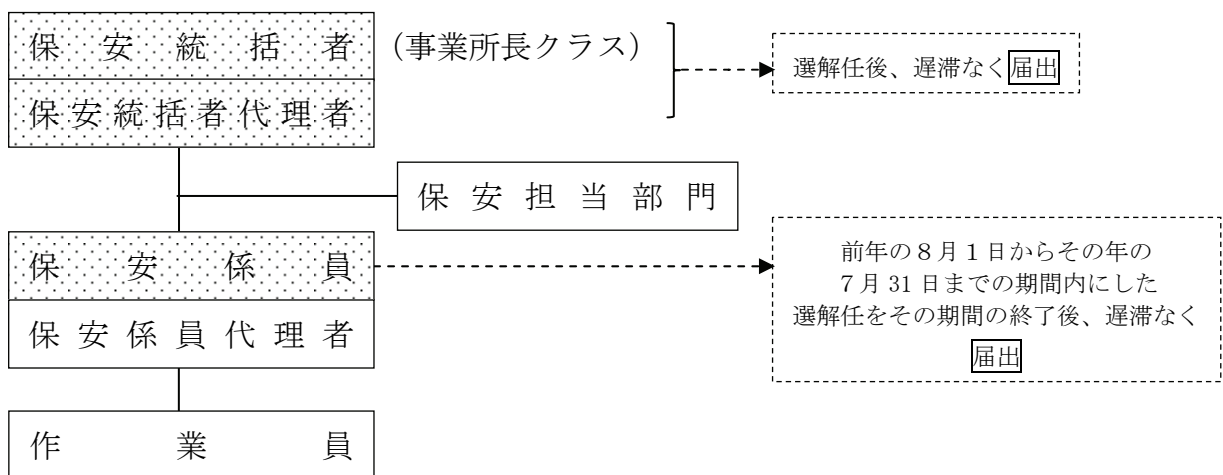 保安統括者 (事業所長クラス)
選解任後、遅滞なく届出
保安統括者代理者
保安担当部門
保安係員
前年の8月1日からその年の
7月31日までの期間内にした
選解任をその期間の終了後、遅滞なく
届出
保安係員代理者
作業員